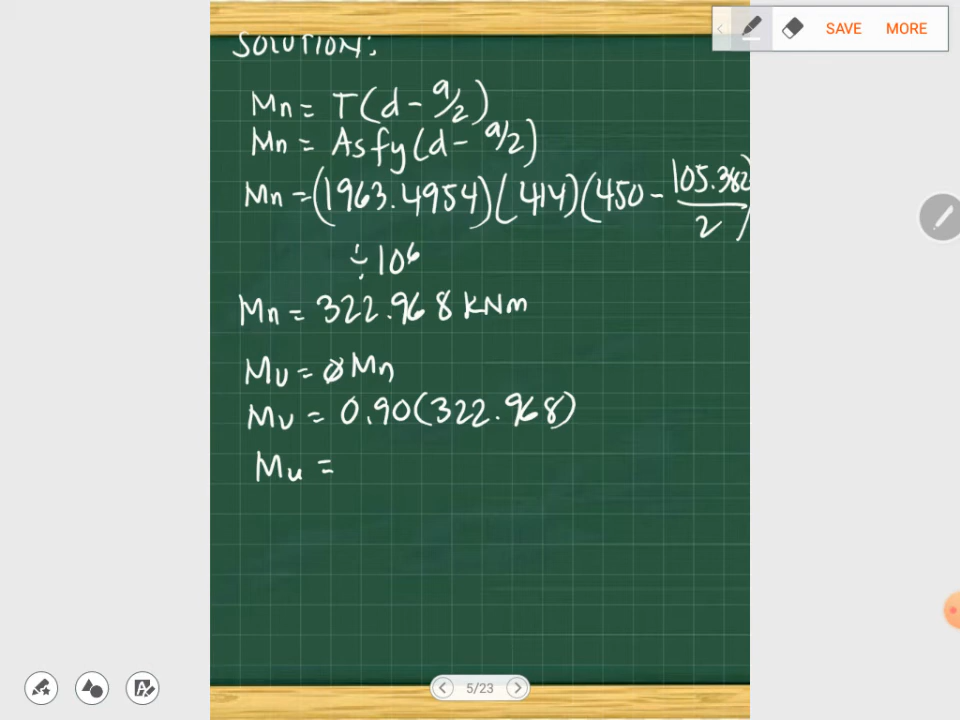 SAVE MORE
SOLUTION:
Mn = T(d - a/2)
Mn = Asfy(d - a/2)
Mn = (1963.4954)(414)(450 - 105.382/2)
÷ 10⁶
Mn = 322.968 kNm
Mu = ØMn
Mu = 0.90(322.968)
Mu =
5/23